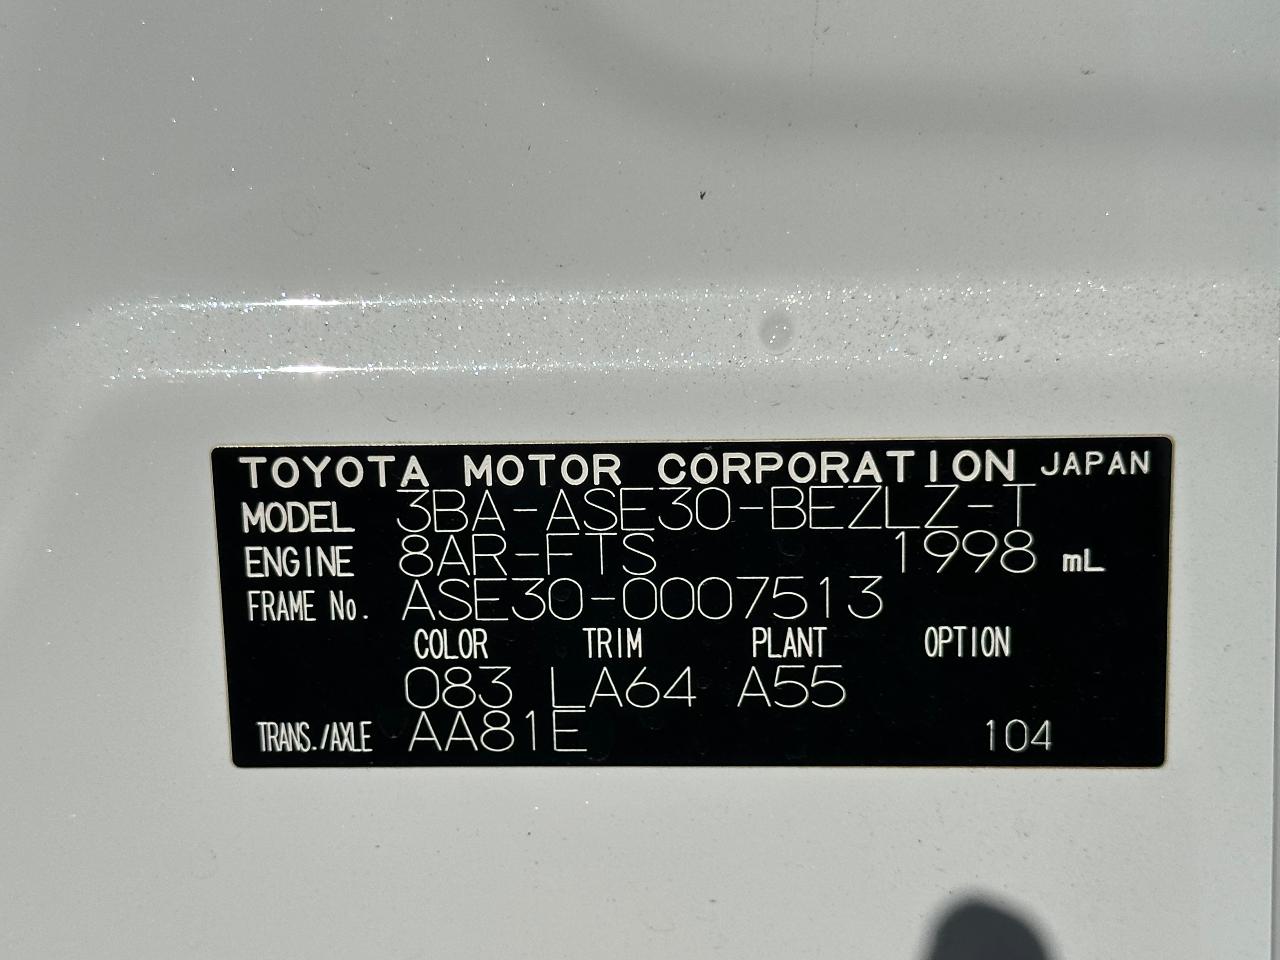 TOYOTA MOTOR CORPORATION JAPAN
MODEL 3BA-ASE30-BEZLZ-T
ENGINE 8AR-FTS 1998 mL
FRAME No. ASE30-0007513
COLOR TRIM PLANT OPTION
083 LA64 A55
TRANS./AXLE AA81E 104